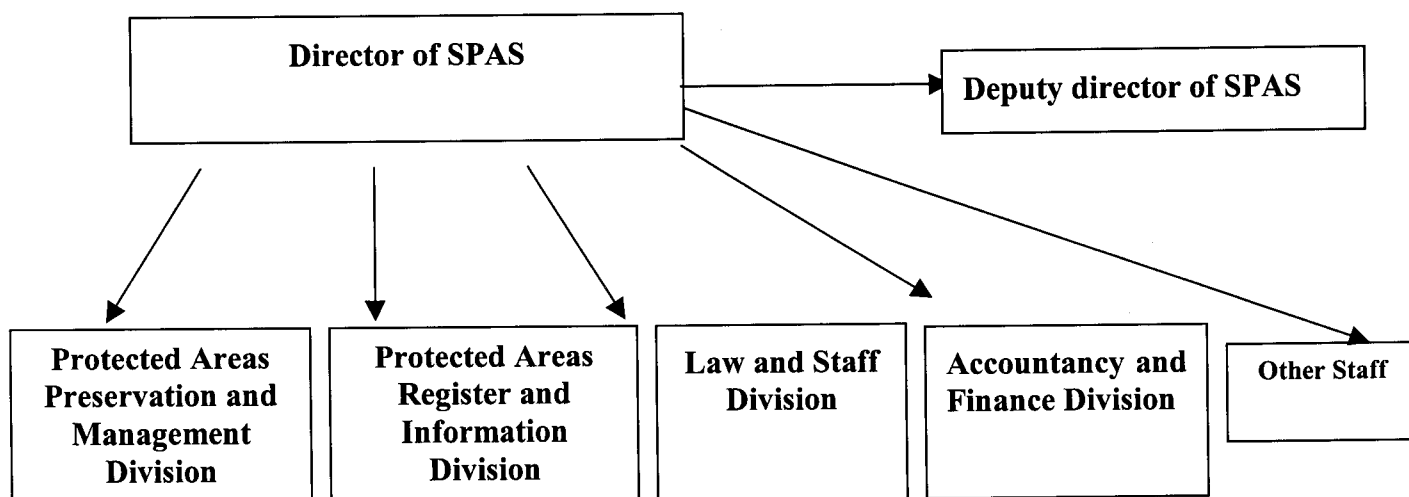 Director of SPAS
Deputy director of SPAS
Protected Areas
Preservation and
Management
Division
Protected Areas
Register and
Information
Division
Law and Staff
Division
Accountancy and
Finance Division
Other Staff